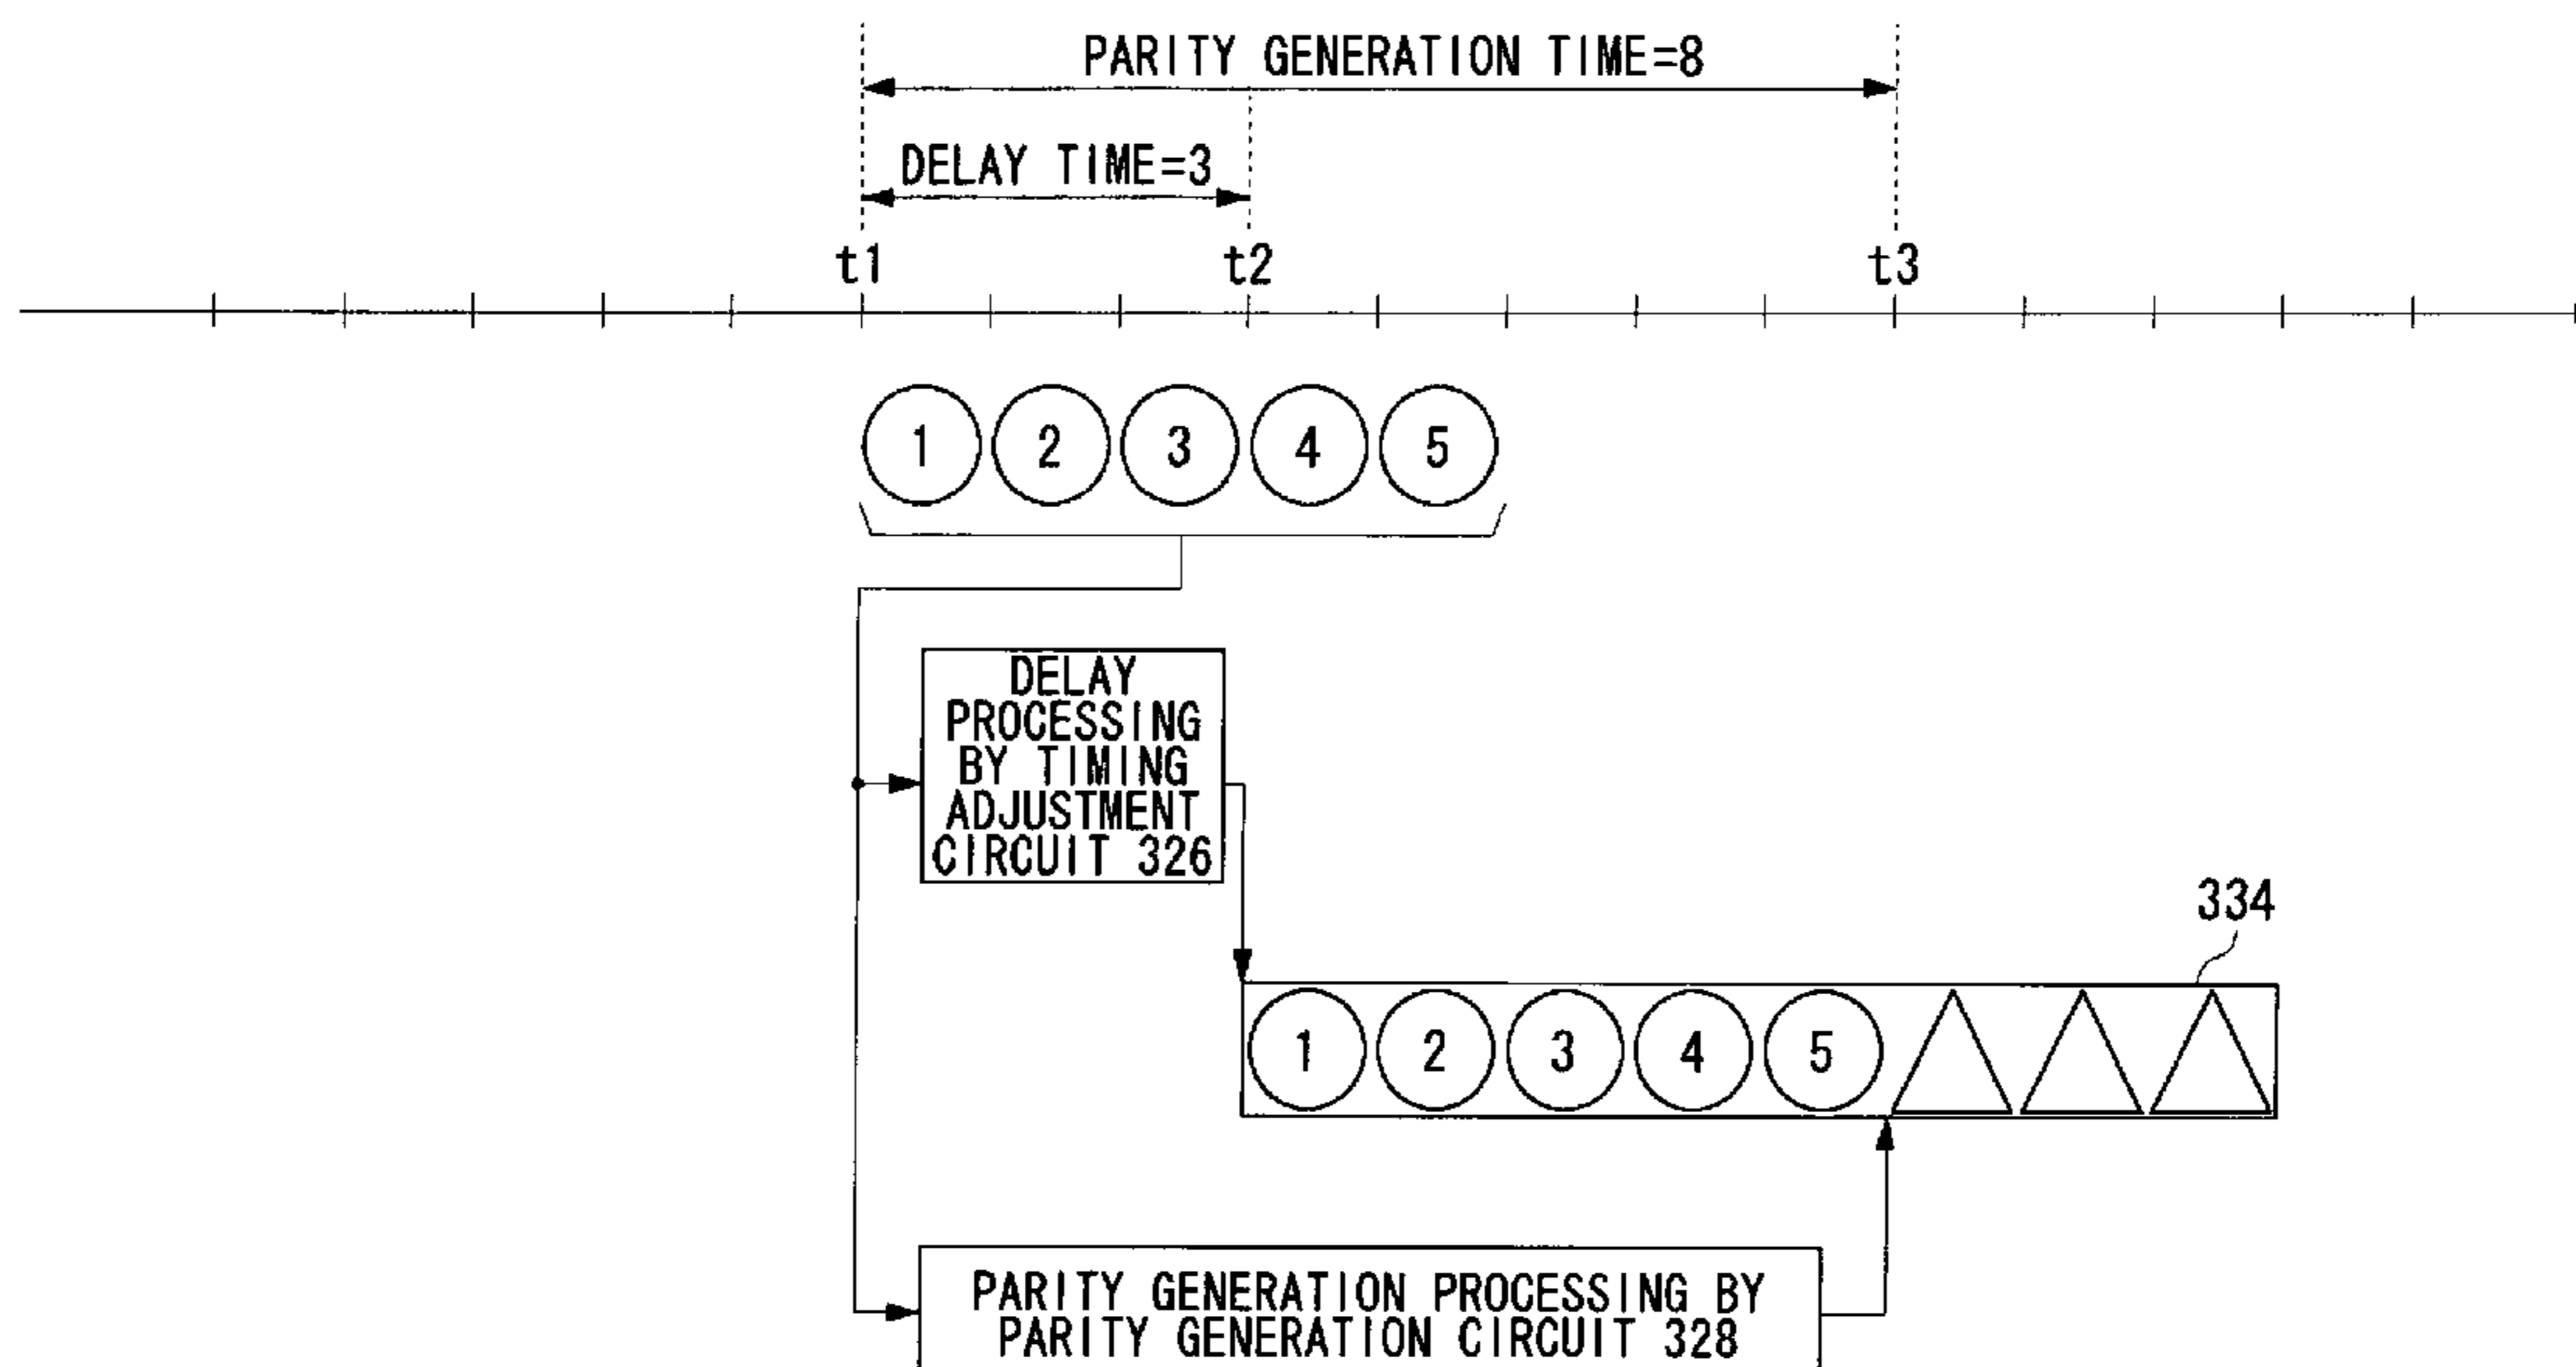 PARITY GENERATION TIME=8
DELAY TIME=3
t1 t2 t3
1 2 3 4 5
DELAY
PROCESSING
BY TIMING
ADJUSTMENT
CIRCUIT 326
334
1 2 3 4 5
PARITY GENERATION PROCESSING BY
PARITY GENERATION CIRCUIT 328